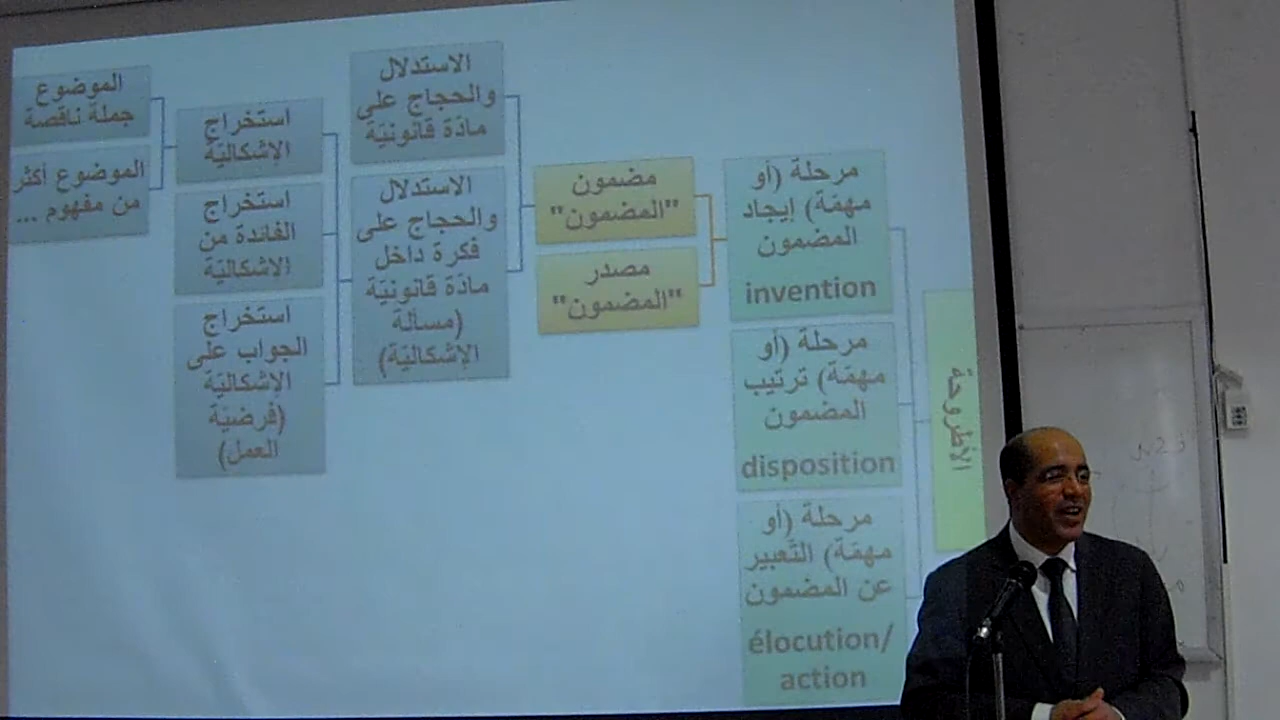 الأطروحة
مرحلة (أو
مهمّة) إيجاد
المضمون
invention
مرحلة (أو
مهمّة) ترتيب
المضمون
disposition
مرحلة (أو
مهمّة) التّعبير
عن المضمون
élocution/
action
مضمون
"المضمون"
مصدر
"المضمون"
الاستدلال
والحجاج على
مادّة قانونيّة
الاستدلال
والحجاج على
فكرة داخل
مادّة قانونيّة
(مسألة
الإشكاليّة)
استخراج
الإشكاليّة
استخراج
الفائدة من
الاشكاليّة
استخراج
الجواب على
الإشكاليّة
(فرضيّة
العمل)
الموضوع
جملة ناقصة
الموضوع أكثر
من مفهوم ...